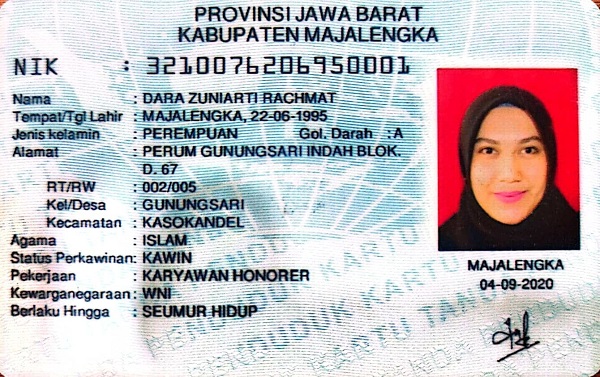 PROVINSI JAWA BARAT
KABUPATEN MAJALENGKA
NIK : 3210076206950001
Nama : DARA ZUNIARTI RACHMAT
Tempat/Tgl Lahir : MAJALENGKA, 22-06-1995
Jenis kelamin : PEREMPUAN Gol. Darah : A
Alamat : PERUM GUNUNGSARI INDAH BLOK.
D. 67
RT/RW : 002/005
Kel/Desa : GUNUNGSARI
Kecamatan : KASOKANDEL
Agama : ISLAM
Status Perkawinan: KAWIN
Pekerjaan : KARYAWAN HONORER
Kewarganegaraan: WNI
Berlaku Hingga : SEUMUR HIDUP
MAJALENGKA
04-09-2020